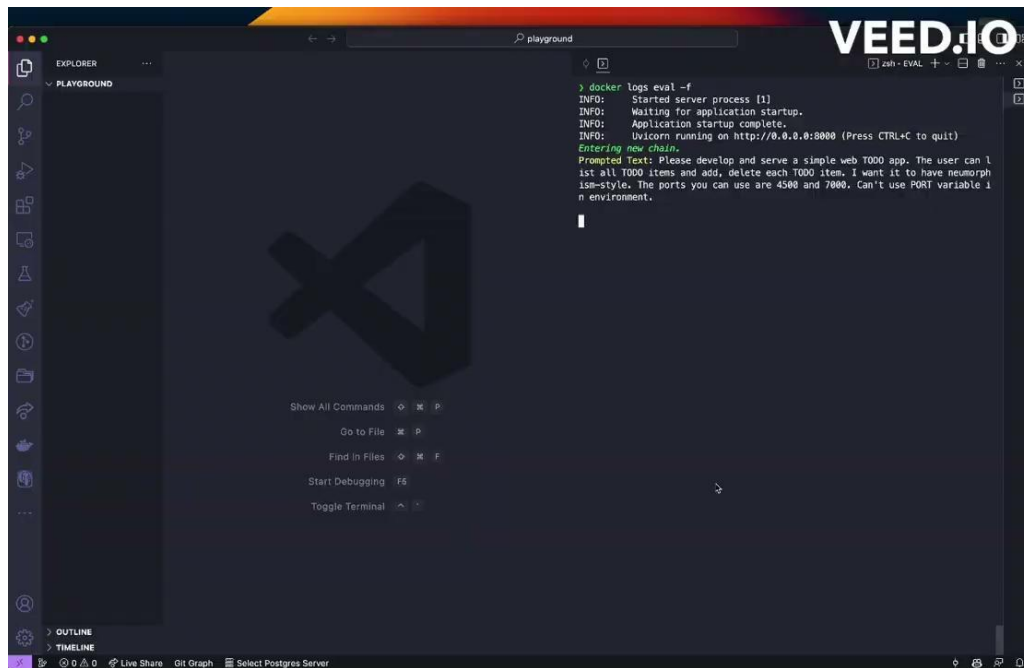 VEED.IO
playground
EXPLORER
PLAYGROUND
zsh - EVAL
❯ docker logs eval -f
INFO: Started server process [1]
INFO: Waiting for application startup.
INFO: Application startup complete.
INFO: Uvicorn running on http://0.0.0.0:8000 (Press CTRL+C to quit)
Entering new chain.
Prompted Text: Please develop and serve a simple web TODO app. The user can l
ist all TODO items and add, delete each TODO item. I want it to have neumorph
ism-style. The ports you can use are 4500 and 7000. Can't use PORT variable i
n environment.
Show All Commands ⇧ ⌘ P
Go to File ⌘ P
Find in Files ⇧ ⌘ F
Start Debugging F5
Toggle Terminal ^ `
OUTLINE
TIMELINE
0 0 Live Share Git Graph Select Postgres Server